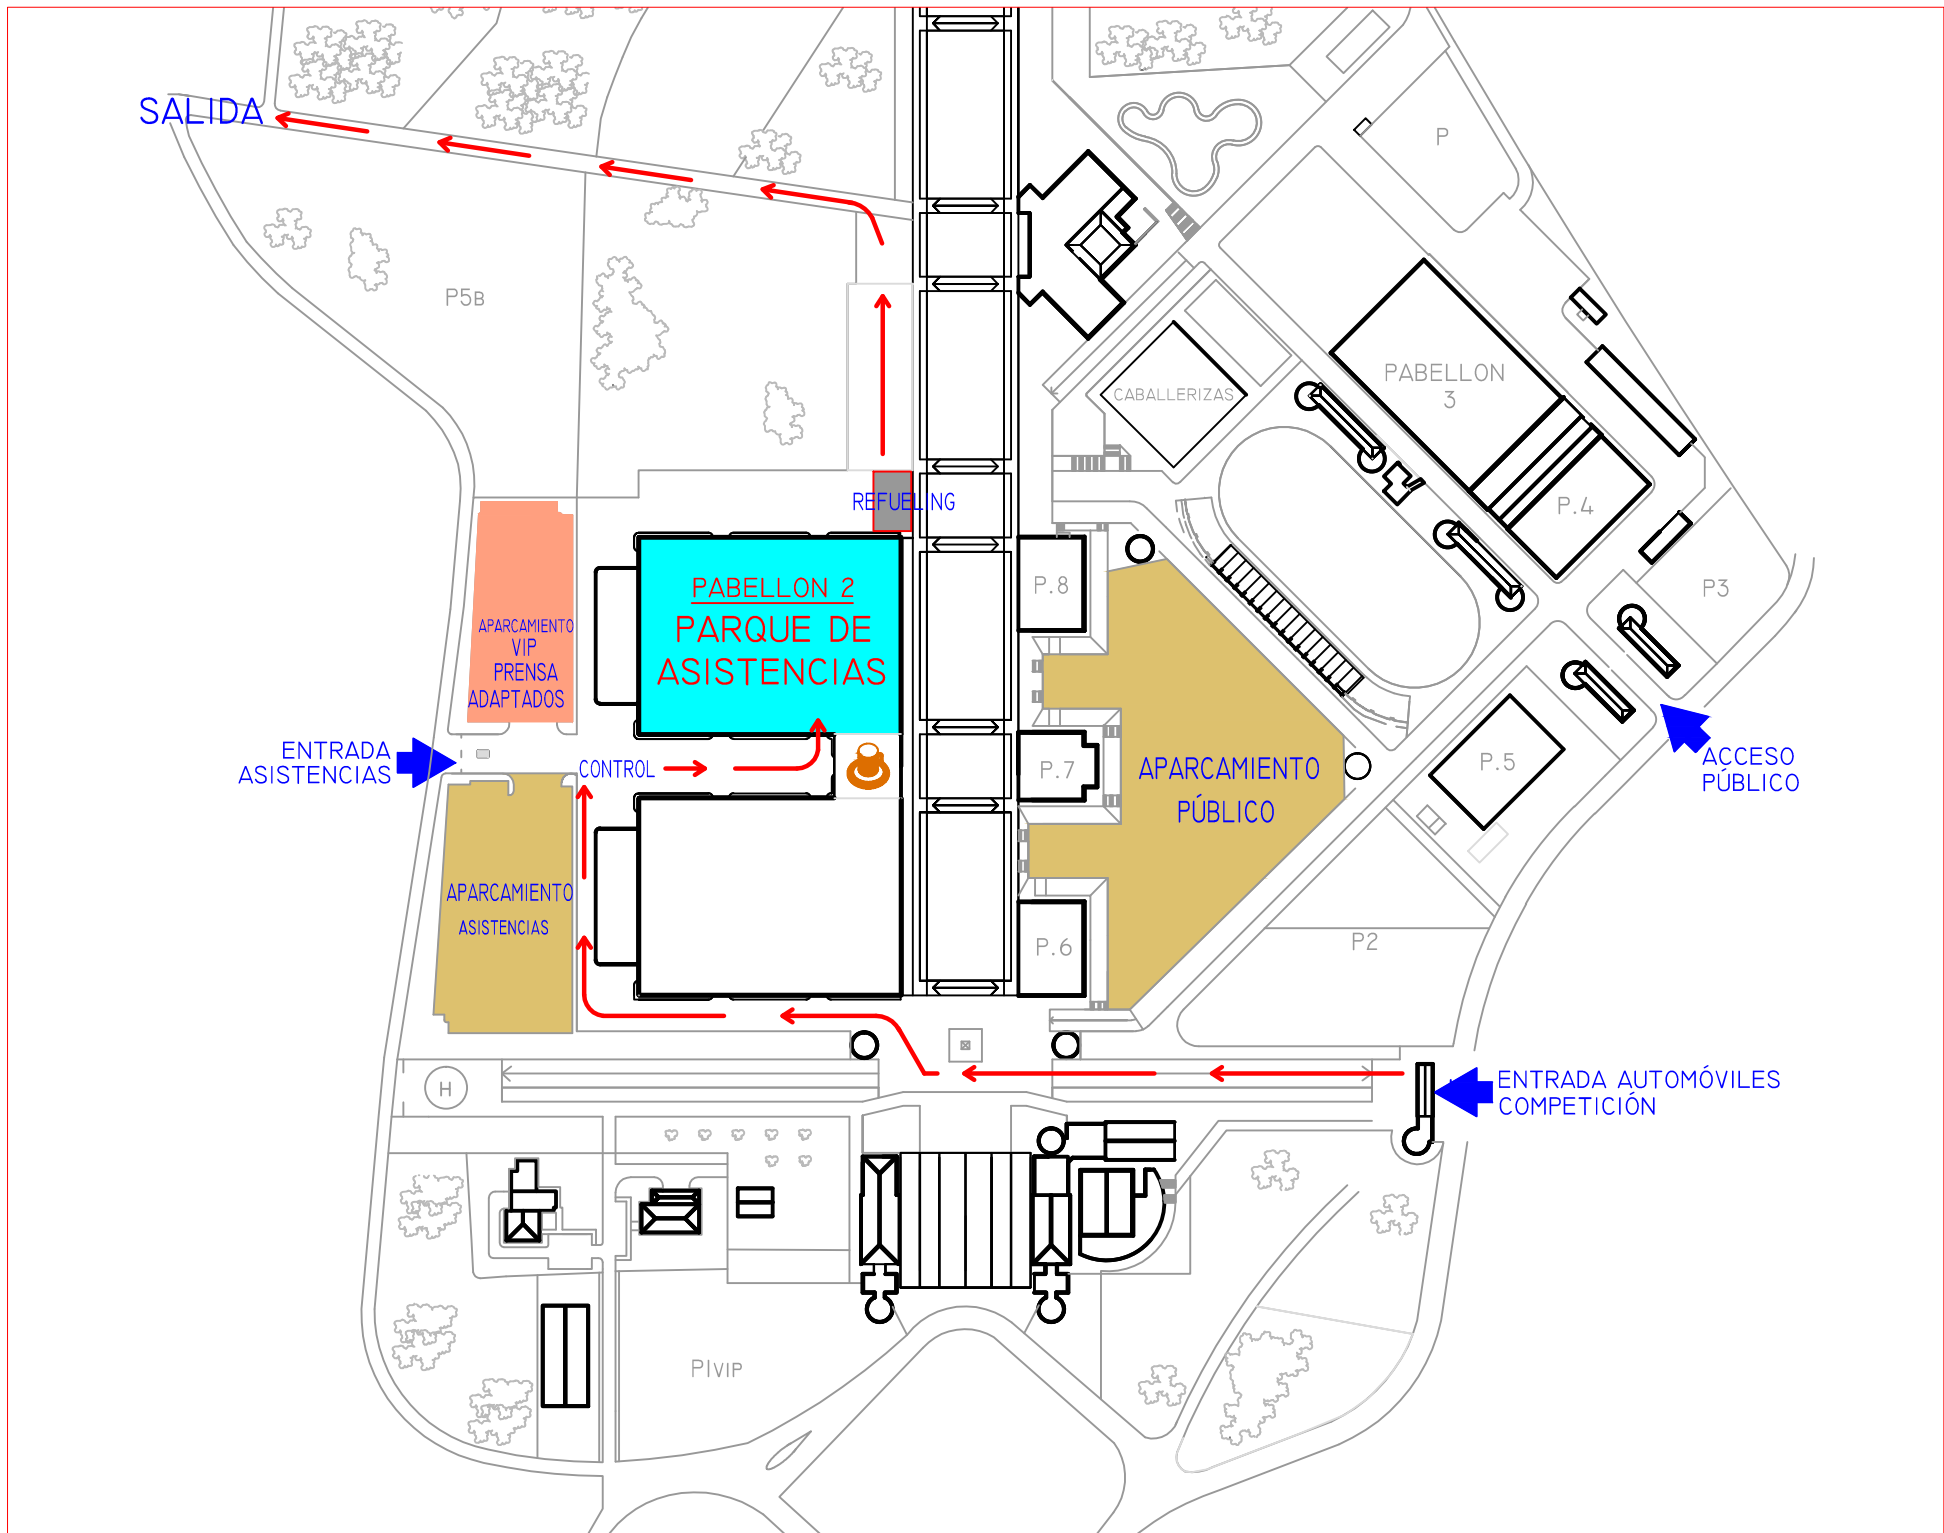 SALIDA
P
P5B
PABELLON
3
CABALLERIZAS
REFUELING
P.4
PABELLON 2
PARQUE DE
ASISTENCIAS
P.8
P3
APARCAMIENTO
VIP
PRENSA
ADAPTADOS
ENTRADA
ASISTENCIAS
CONTROL
P.7
APARCAMIENTO
PÚBLICO
P.5
ACCESO
PÚBLICO
APARCAMIENTO
ASISTENCIAS
P.6
P2
H
ENTRADA AUTOMÓVILES
COMPETICIÓN
P1VIP